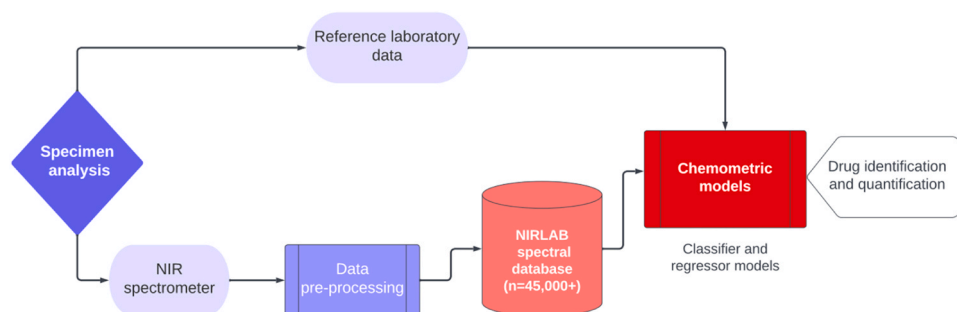 Reference laboratory
data
Specimen
analysis
NIR
spectrometer
Data
pre-processing
NIRLAB
spectral
database
(n=45,000+)
Chemometric
models
Classifier and
regressor models
Drug identification
and quantification